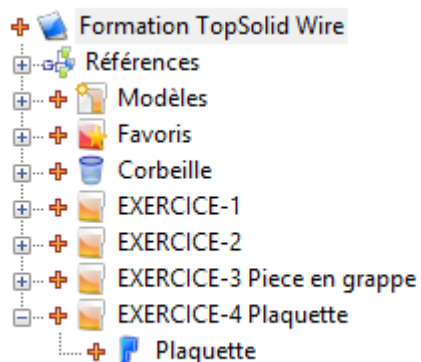 Formation TopSolid Wire
Références
Modèles
Favoris
Corbeille
EXERCICE-1
EXERCICE-2
EXERCICE-3 Piece en grappe
EXERCICE-4 Plaquette
Plaquette